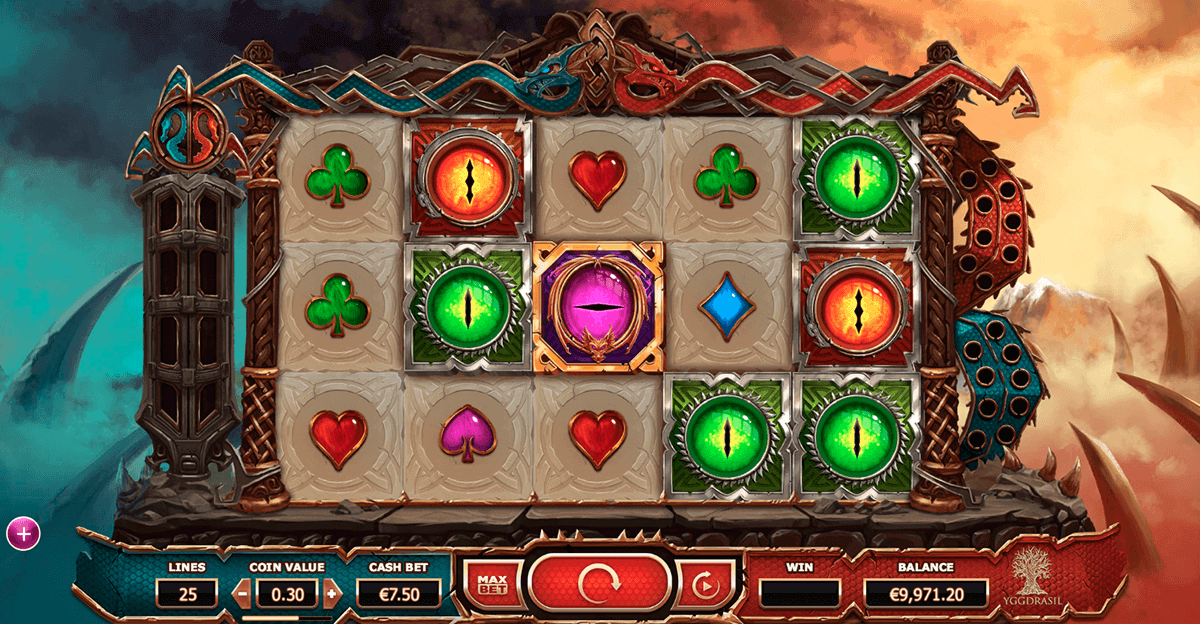 LINES
25
COIN VALUE
- 0.30 +
CASH BET
€7.50
MAX
BET
WIN
BALANCE
€9,971.20
YGGDRASIL
+